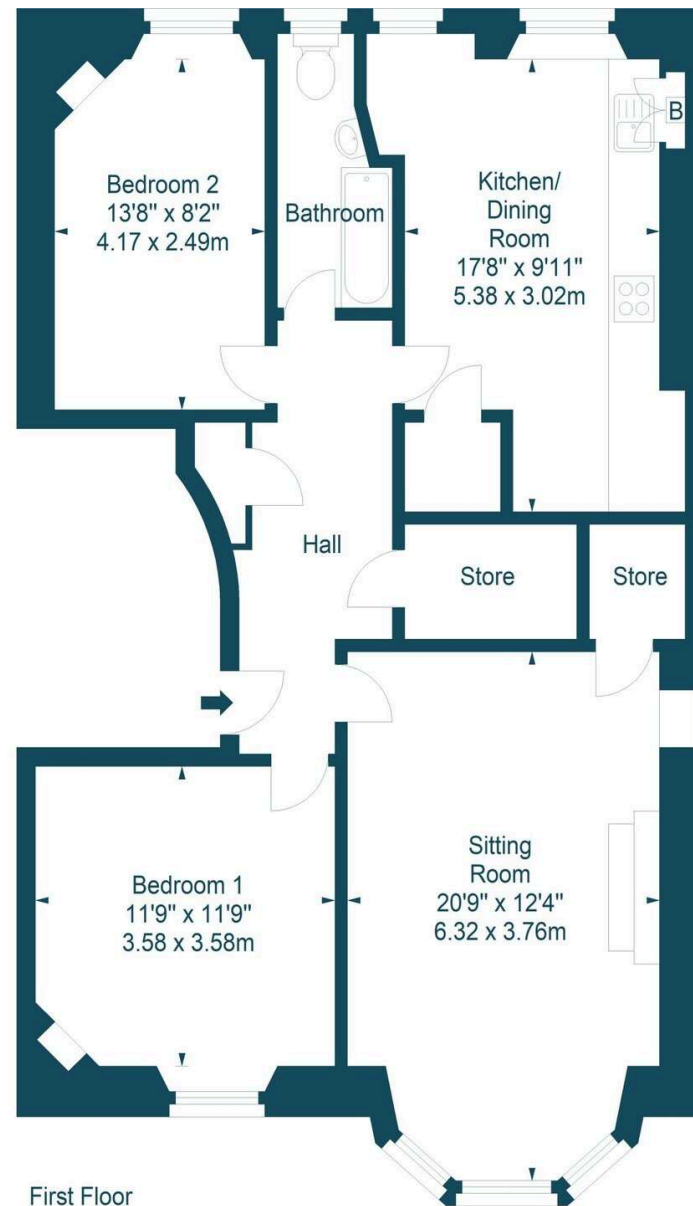 Bedroom 2
13'8" x 8'2"
4.17 x 2.49m
Bathroom
Kitchen/
Dining
Room
17'8" x 9'11"
5.38 x 3.02m
B
Hall
Store
Store
Bedroom 1
11'9" x 11'9"
3.58 x 3.58m
Sitting
Room
20'9" x 12'4"
6.32 x 3.76m
First Floor